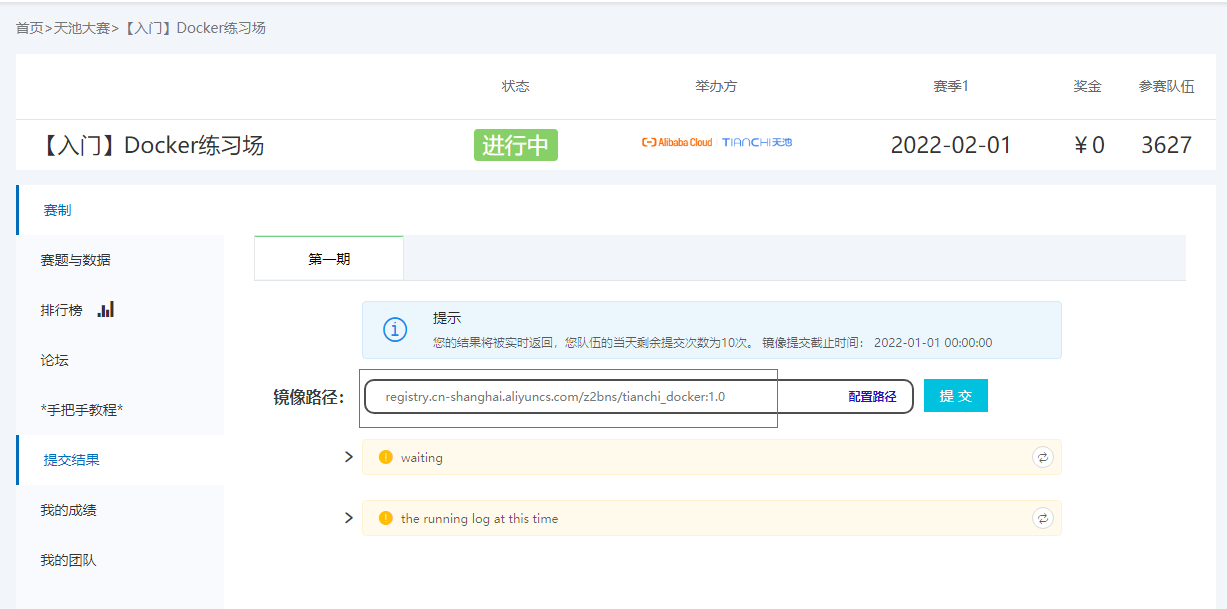 首页>天池大赛>【入门】Docker练习场
状态 举办方 赛季1 奖金 参赛队伍
【入门】Docker练习场 进行中 Alibaba Cloud TIANCHI天池 2022-02-01 ¥0 3627
赛制
赛题与数据
排行榜
论坛
*手把手教程*
提交结果
我的成绩
我的团队
第一期
提示
您的结果将被实时返回，您队伍的当天剩余提交次数为10次。 镜像提交截止时间： 2022-01-01 00:00:00
镜像路径： registry.cn-shanghai.aliyuncs.com/z2bns/tianchi_docker:1.0 配置路径 提 交
waiting
the running log at this time